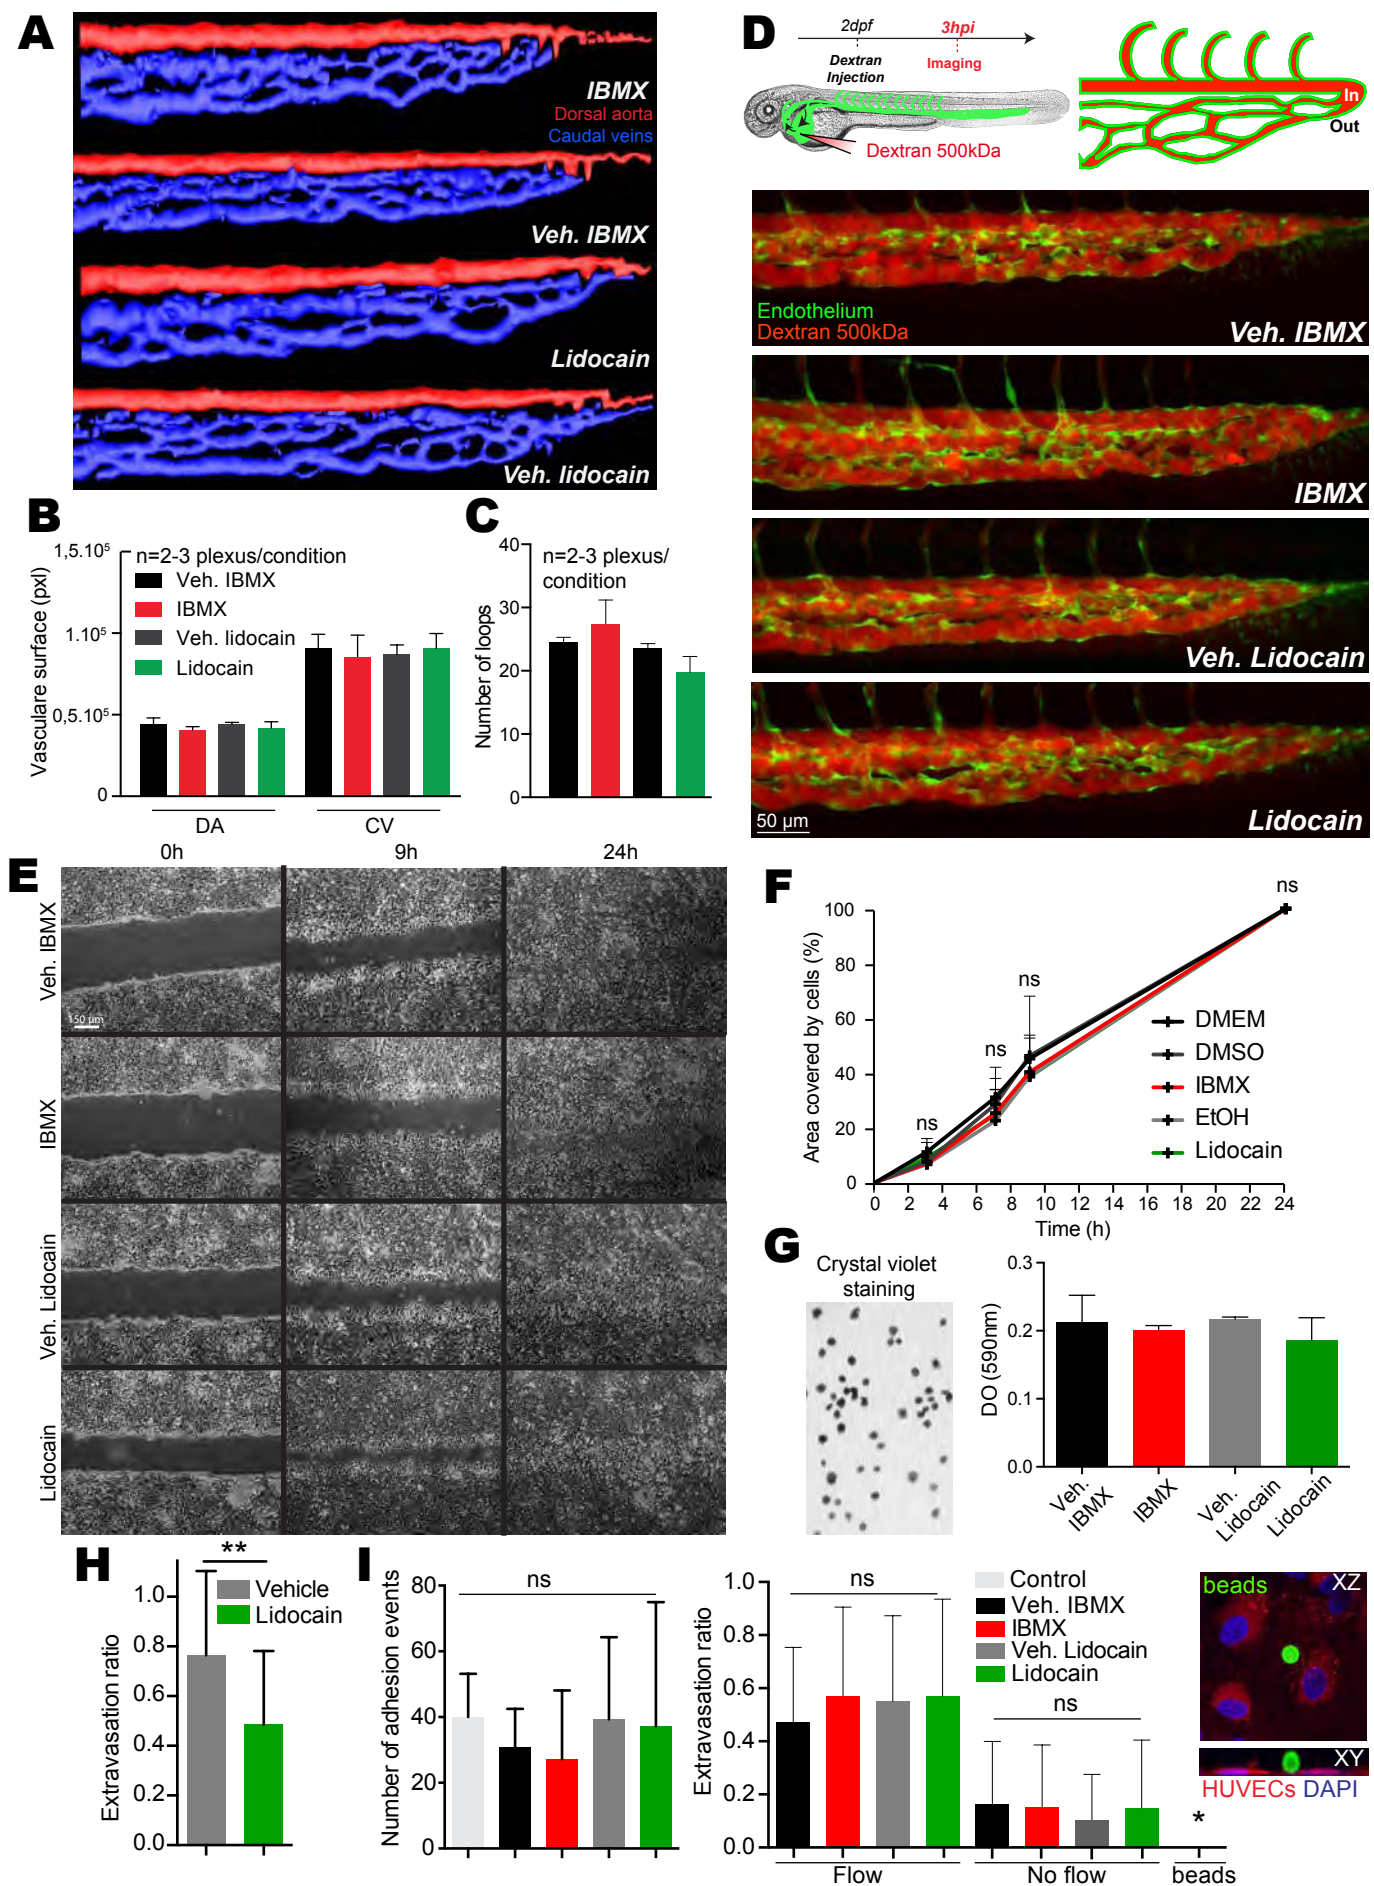 A
IBMX
Dorsal aorta
Caudal veins
Veh. IBMX
Lidocain
Veh. lidocain
B
n=2-3 plexus/condition
Veh. IBMX
IBMX
Veh. lidocain
Lidocain
Vasculare surface (pxl)
1,5.10⁵
1.10⁵
0,5.10⁵
0
DA
CV
C
n=2-3 plexus/
condition
Number of loops
40
30
20
10
0
D
2dpf
3hpi
Dextran
Injection
Imaging
Dextran 500kDa
In
Out
Endothelium
Dextran 500kDa
Veh. IBMX
IBMX
Veh. Lidocain
50 µm
Lidocain
E
0h
9h
24h
Veh. IBMX
150 µm
IBMX
Veh. Lidocain
Lidocain
F
Area covered by cells (%)
100
80
60
40
20
0
ns
ns
ns
ns
DMEM
DMSO
IBMX
EtOH
Lidocain
0 2 4 6 8 10 12 14 16 18 20 22 24
Time (h)
G
Crystal violet
staining
DO (590nm)
0.3
0.2
0.1
0.0
Veh.
IBMX
IBMX
Veh.
Lidocain
Lidocain
H
**
Vehicle
Lidocain
Extravasation ratio
1.0
0.8
0.6
0.4
0.2
0.0
I
Number of adhesion events
80
60
40
20
0
ns
Extravasation ratio
1.0
0.8
0.6
0.4
0.2
0.0
ns
Control
Veh. IBMX
IBMX
Veh. Lidocain
Lidocain
ns
*
Flow
No flow
beads
beads
XZ
XY
HUVECs DAPI